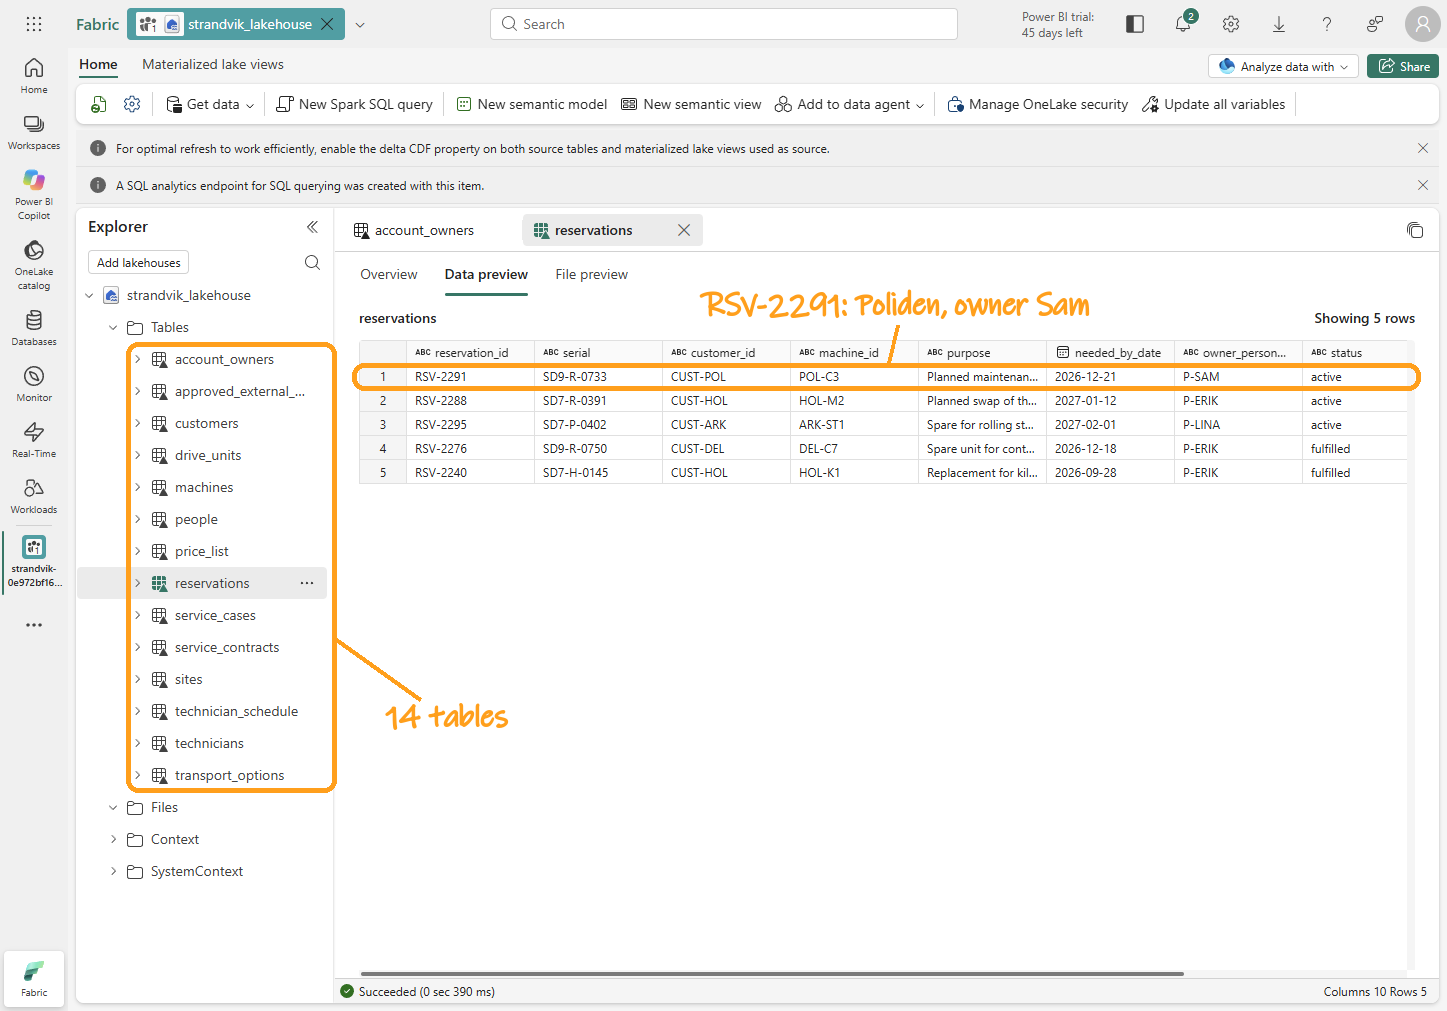 Fabric
strandvik_lakehouse
Search
Power BI trial:
45 days left
2
Home
Materialized lake views
Analyze data with
Share
Get data
New Spark SQL query
New semantic model
New semantic view
Add to data agent
Manage OneLake security
Update all variables
For optimal refresh to work efficiently, enable the delta CDF property on both source tables and materialized lake views used as source.
A SQL analytics endpoint for SQL querying was created with this item.
Home
Workspaces
Power BI
Copilot
OneLake
catalog
Databases
Monitor
Real-Time
Workloads
strandvik-
0e972bf16...
Fabric
Explorer
Add lakehouses
strandvik_lakehouse
Tables
account_owners
approved_external_...
customers
drive_units
machines
people
price_list
reservations
service_cases
service_contracts
sites
technician_schedule
technicians
transport_options
Files
Context
SystemContext
14 tables
account_owners
reservations
Overview
Data preview
File preview
RSV-2291: Poliden, owner Sam
reservations
Showing 5 rows
ABC reservation_id ABC serial ABC customer_id ABC machine_id ABC purpose needed_by_date ABC owner_person... ABC status
1 RSV-2291 SD9-R-0733 CUST-POL POL-C3 Planned maintenan... 2026-12-21 P-SAM active
2 RSV-2288 SD7-R-0391 CUST-HOL HOL-M2 Planned swap of th... 2027-01-12 P-ERIK active
3 RSV-2295 SD7-P-0402 CUST-ARK ARK-ST1 Spare for rolling st... 2027-02-01 P-LINA active
4 RSV-2276 SD9-R-0750 CUST-DEL DEL-C7 Spare unit for cont... 2026-12-18 P-ERIK fulfilled
5 RSV-2240 SD7-H-0145 CUST-HOL HOL-K1 Replacement for kil... 2026-09-28 P-ERIK fulfilled
Succeeded (0 sec 390 ms)
Columns 10 Rows 5